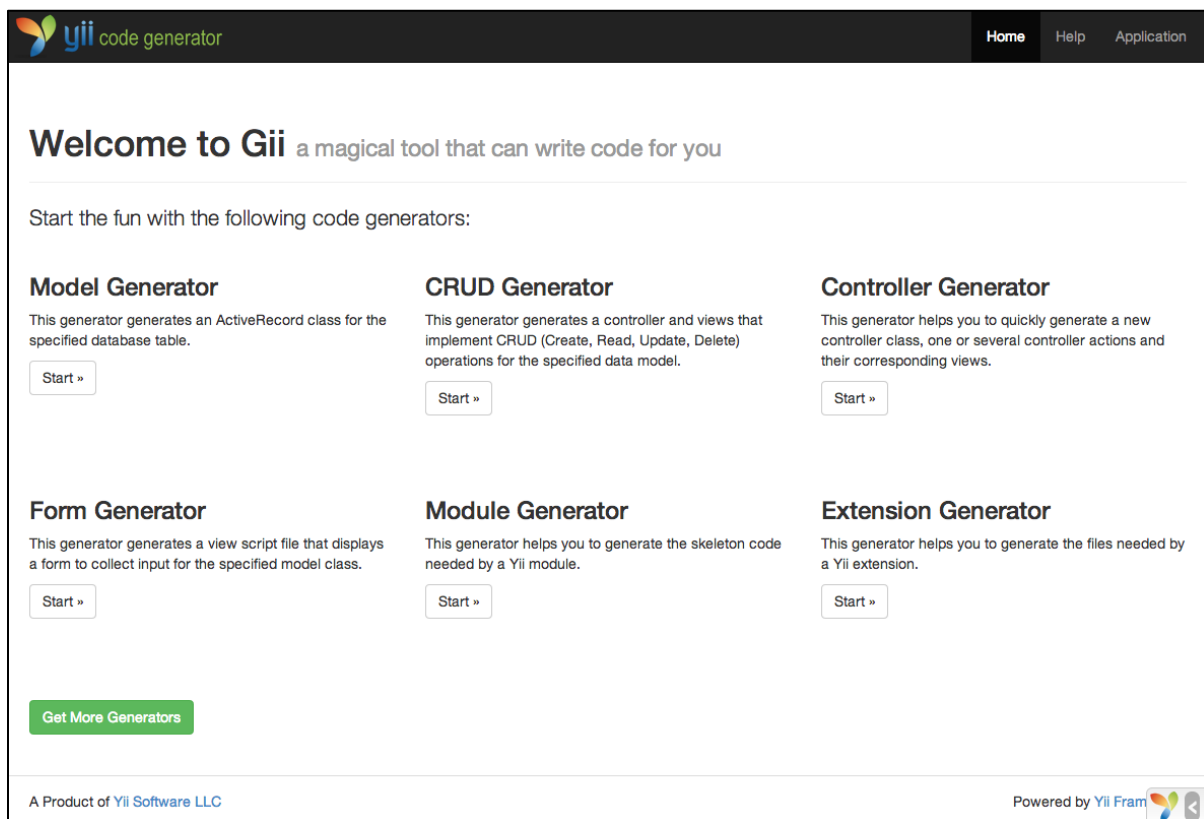 yii code generator
Home Help Application
Welcome to Gii a magical tool that can write code for you
Start the fun with the following code generators:
Model Generator
This generator generates an ActiveRecord class for the
specified database table.
Start »
CRUD Generator
This generator generates a controller and views that
implement CRUD (Create, Read, Update, Delete)
operations for the specified data model.
Start »
Controller Generator
This generator helps you to quickly generate a new
controller class, one or several controller actions and
their corresponding views.
Start »
Form Generator
This generator generates a view script file that displays
a form to collect input for the specified model class.
Start »
Module Generator
This generator helps you to generate the skeleton code
needed by a Yii module.
Start »
Extension Generator
This generator helps you to generate the files needed by
a Yii extension.
Start »
Get More Generators
A Product of Yii Software LLC
Powered by Yii Fram